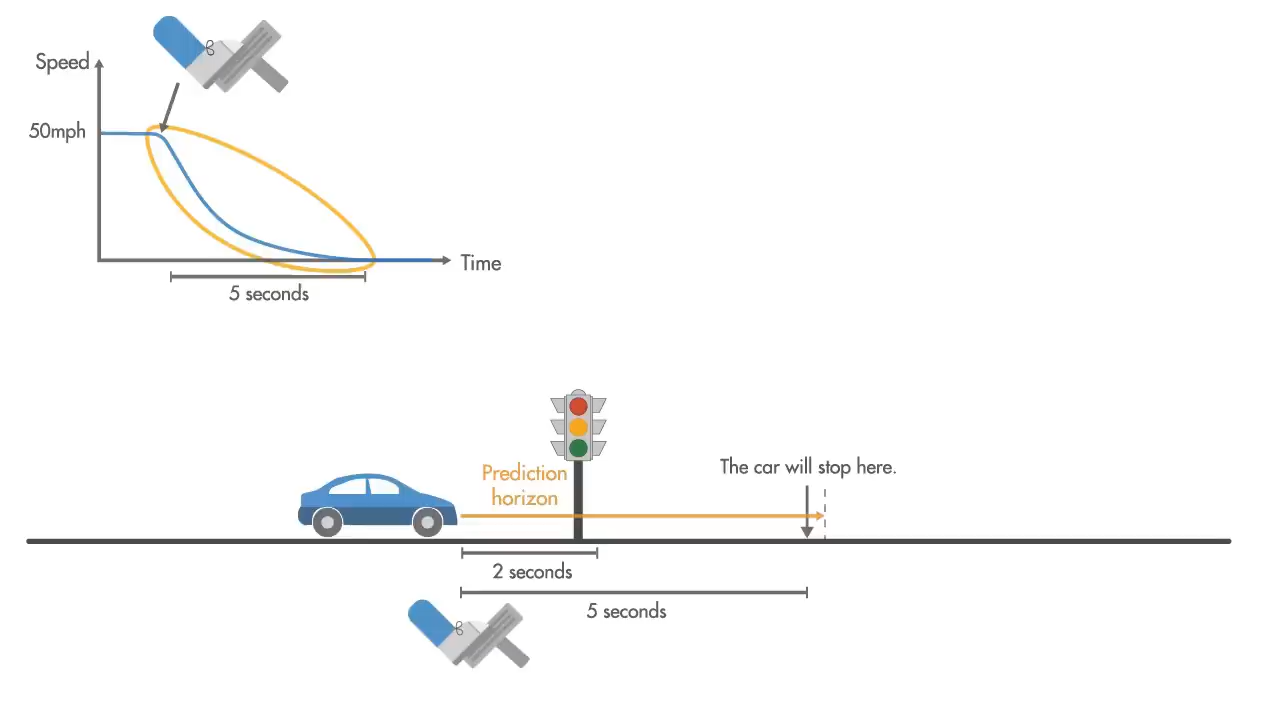 Speed
50mph
Time
5 seconds
Prediction
horizon
The car will stop here.
2 seconds
5 seconds